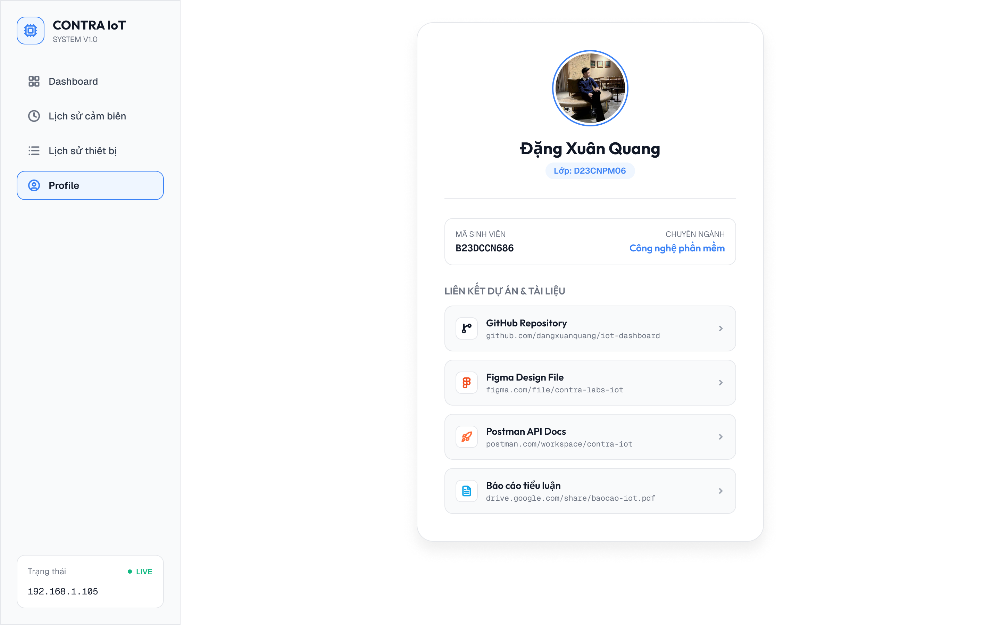 CONTRA IoT
SYSTEM V1.0
Dashboard
Lịch sử cảm biến
Lịch sử thiết bị
Profile
Trạng thái
LIVE
192.168.1.105
Đặng Xuân Quang
Lớp: D23CNPM06
MÃ SINH VIÊN
B23DCCN686
CHUYÊN NGÀNH
Công nghệ phần mềm
LIÊN KẾT DỰ ÁN & TÀI LIỆU
GitHub Repository
github.com/dangxuanquang/iot-dashboard
Figma Design File
figma.com/file/contra-labs-iot
Postman API Docs
postman.com/workspace/contra-iot
Báo cáo tiểu luận
drive.google.com/share/baocao-iot.pdf